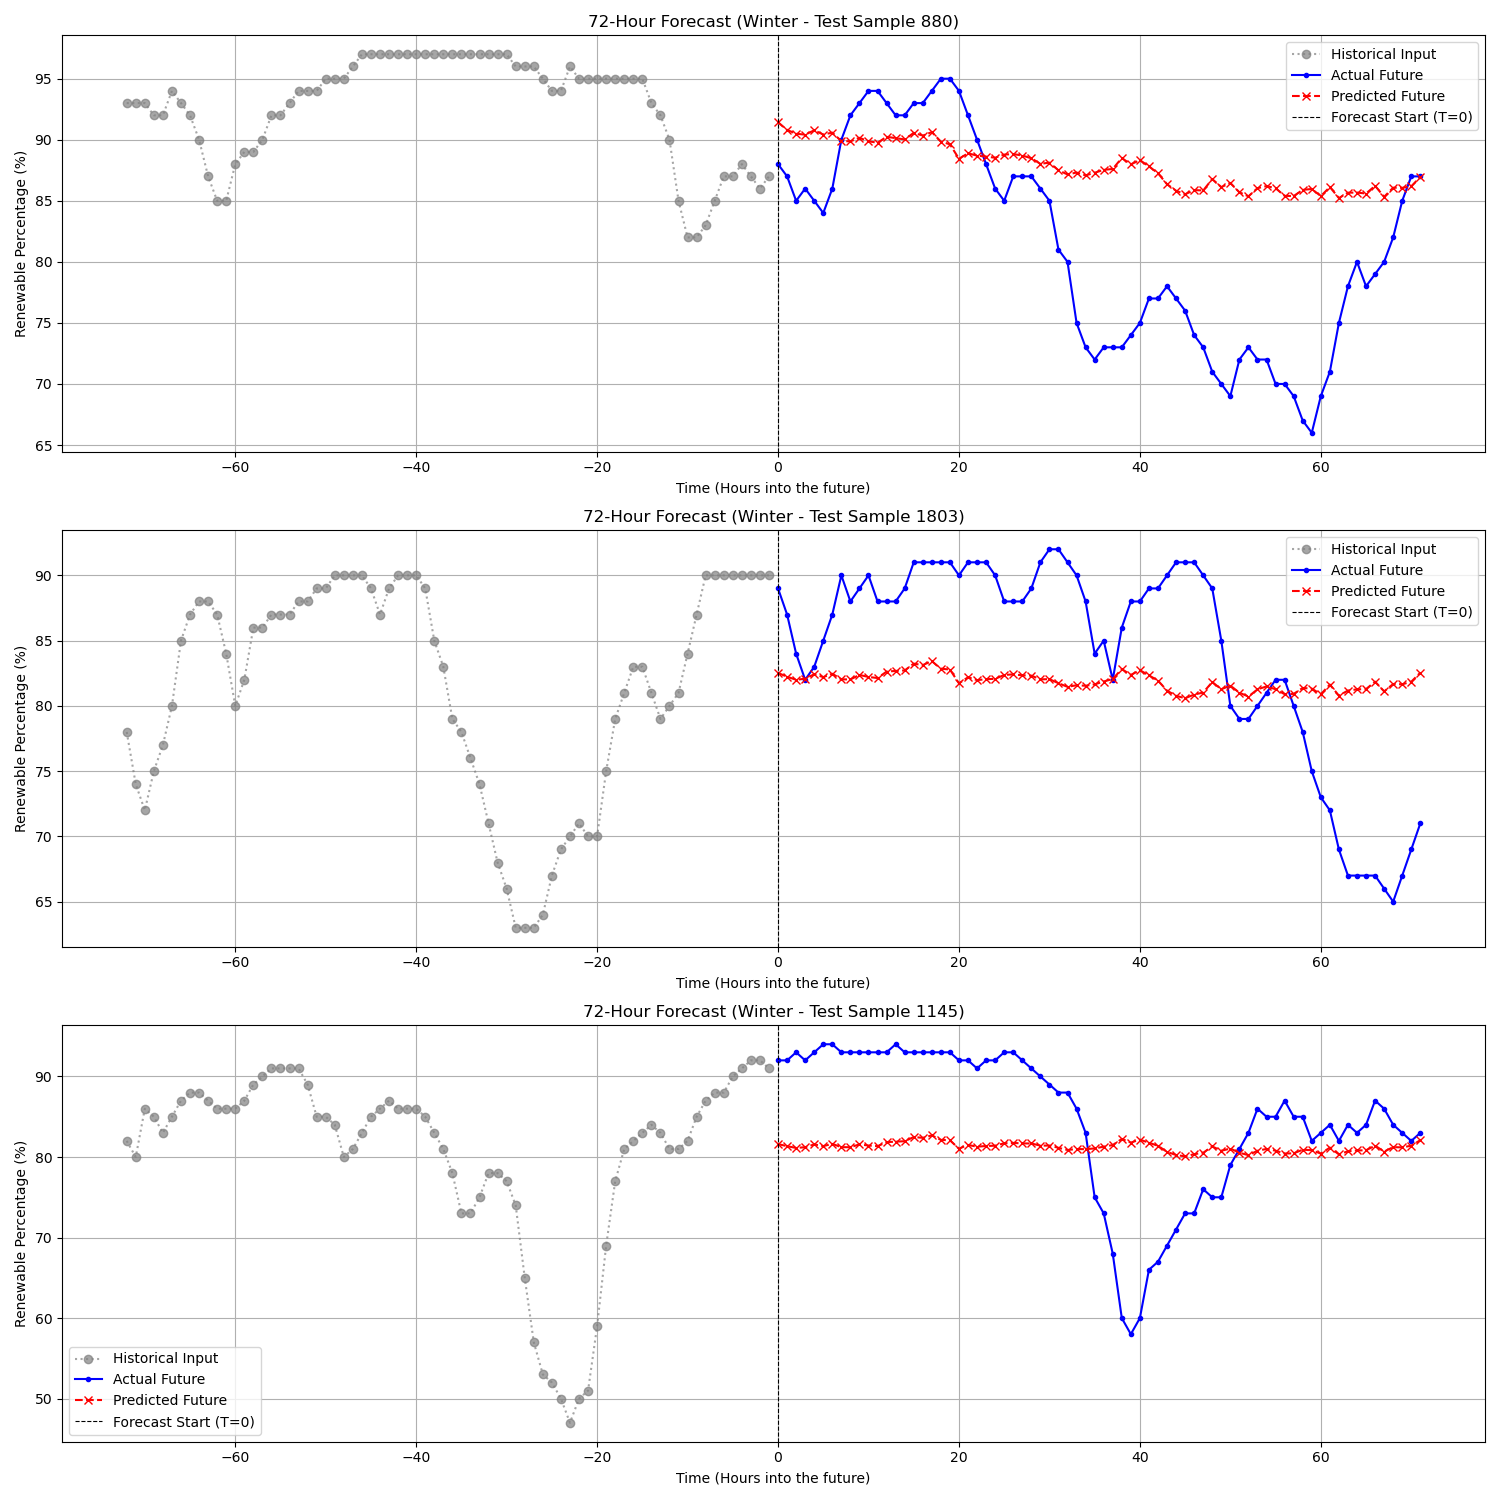 72-Hour Forecast (Winter - Test Sample 880)
Renewable Percentage (%)
95
90
85
80
75
70
65
Historical Input
Actual Future
Predicted Future
Forecast Start (T=0)
−60 −40 −20 0 20 40 60
Time (Hours into the future)
72-Hour Forecast (Winter - Test Sample 1803)
Renewable Percentage (%)
90
85
80
75
70
65
Historical Input
Actual Future
Predicted Future
Forecast Start (T=0)
−60 −40 −20 0 20 40 60
Time (Hours into the future)
72-Hour Forecast (Winter - Test Sample 1145)
Renewable Percentage (%)
90
80
70
60
50
Historical Input
Actual Future
Predicted Future
Forecast Start (T=0)
−60 −40 −20 0 20 40 60
Time (Hours into the future)